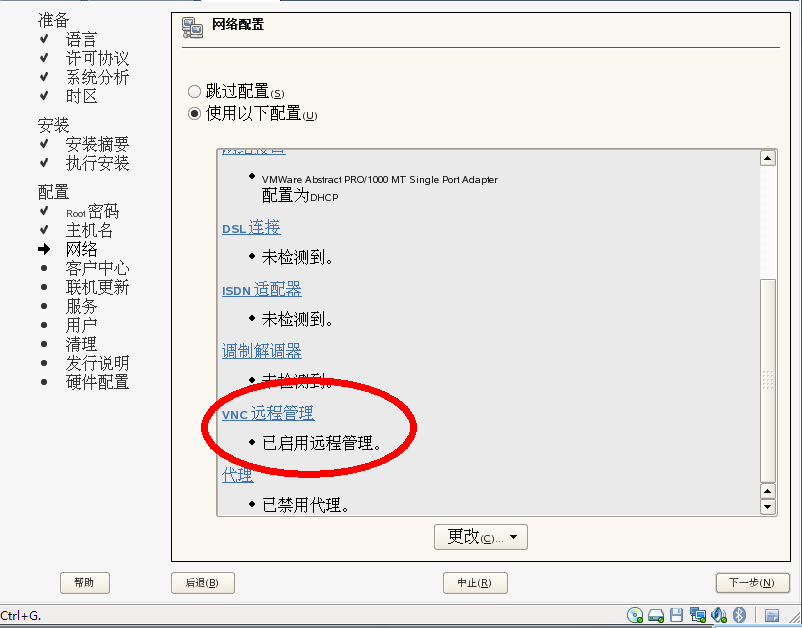 准备
语言
许可协议
系统分析
时区
安装
安装摘要
执行安装
配置
Root 密码
主机名
网络
客户中心
联机更新
服务
用户
清理
发行说明
硬件配置
网络配置
跳过配置(S)
使用以下配置(U)
网络接口
VMWare Abstract PRO/1000 MT Single Port Adapter
配置为DHCP
DSL 连接
未检测到。
ISDN 适配器
未检测到。
调制解调器
未检测到。
VNC 远程管理
已启用远程管理。
代理
已禁用代理。
更改(C)...
帮助
后退(B)
中止(R)
下一步(N)
Ctrl+G.